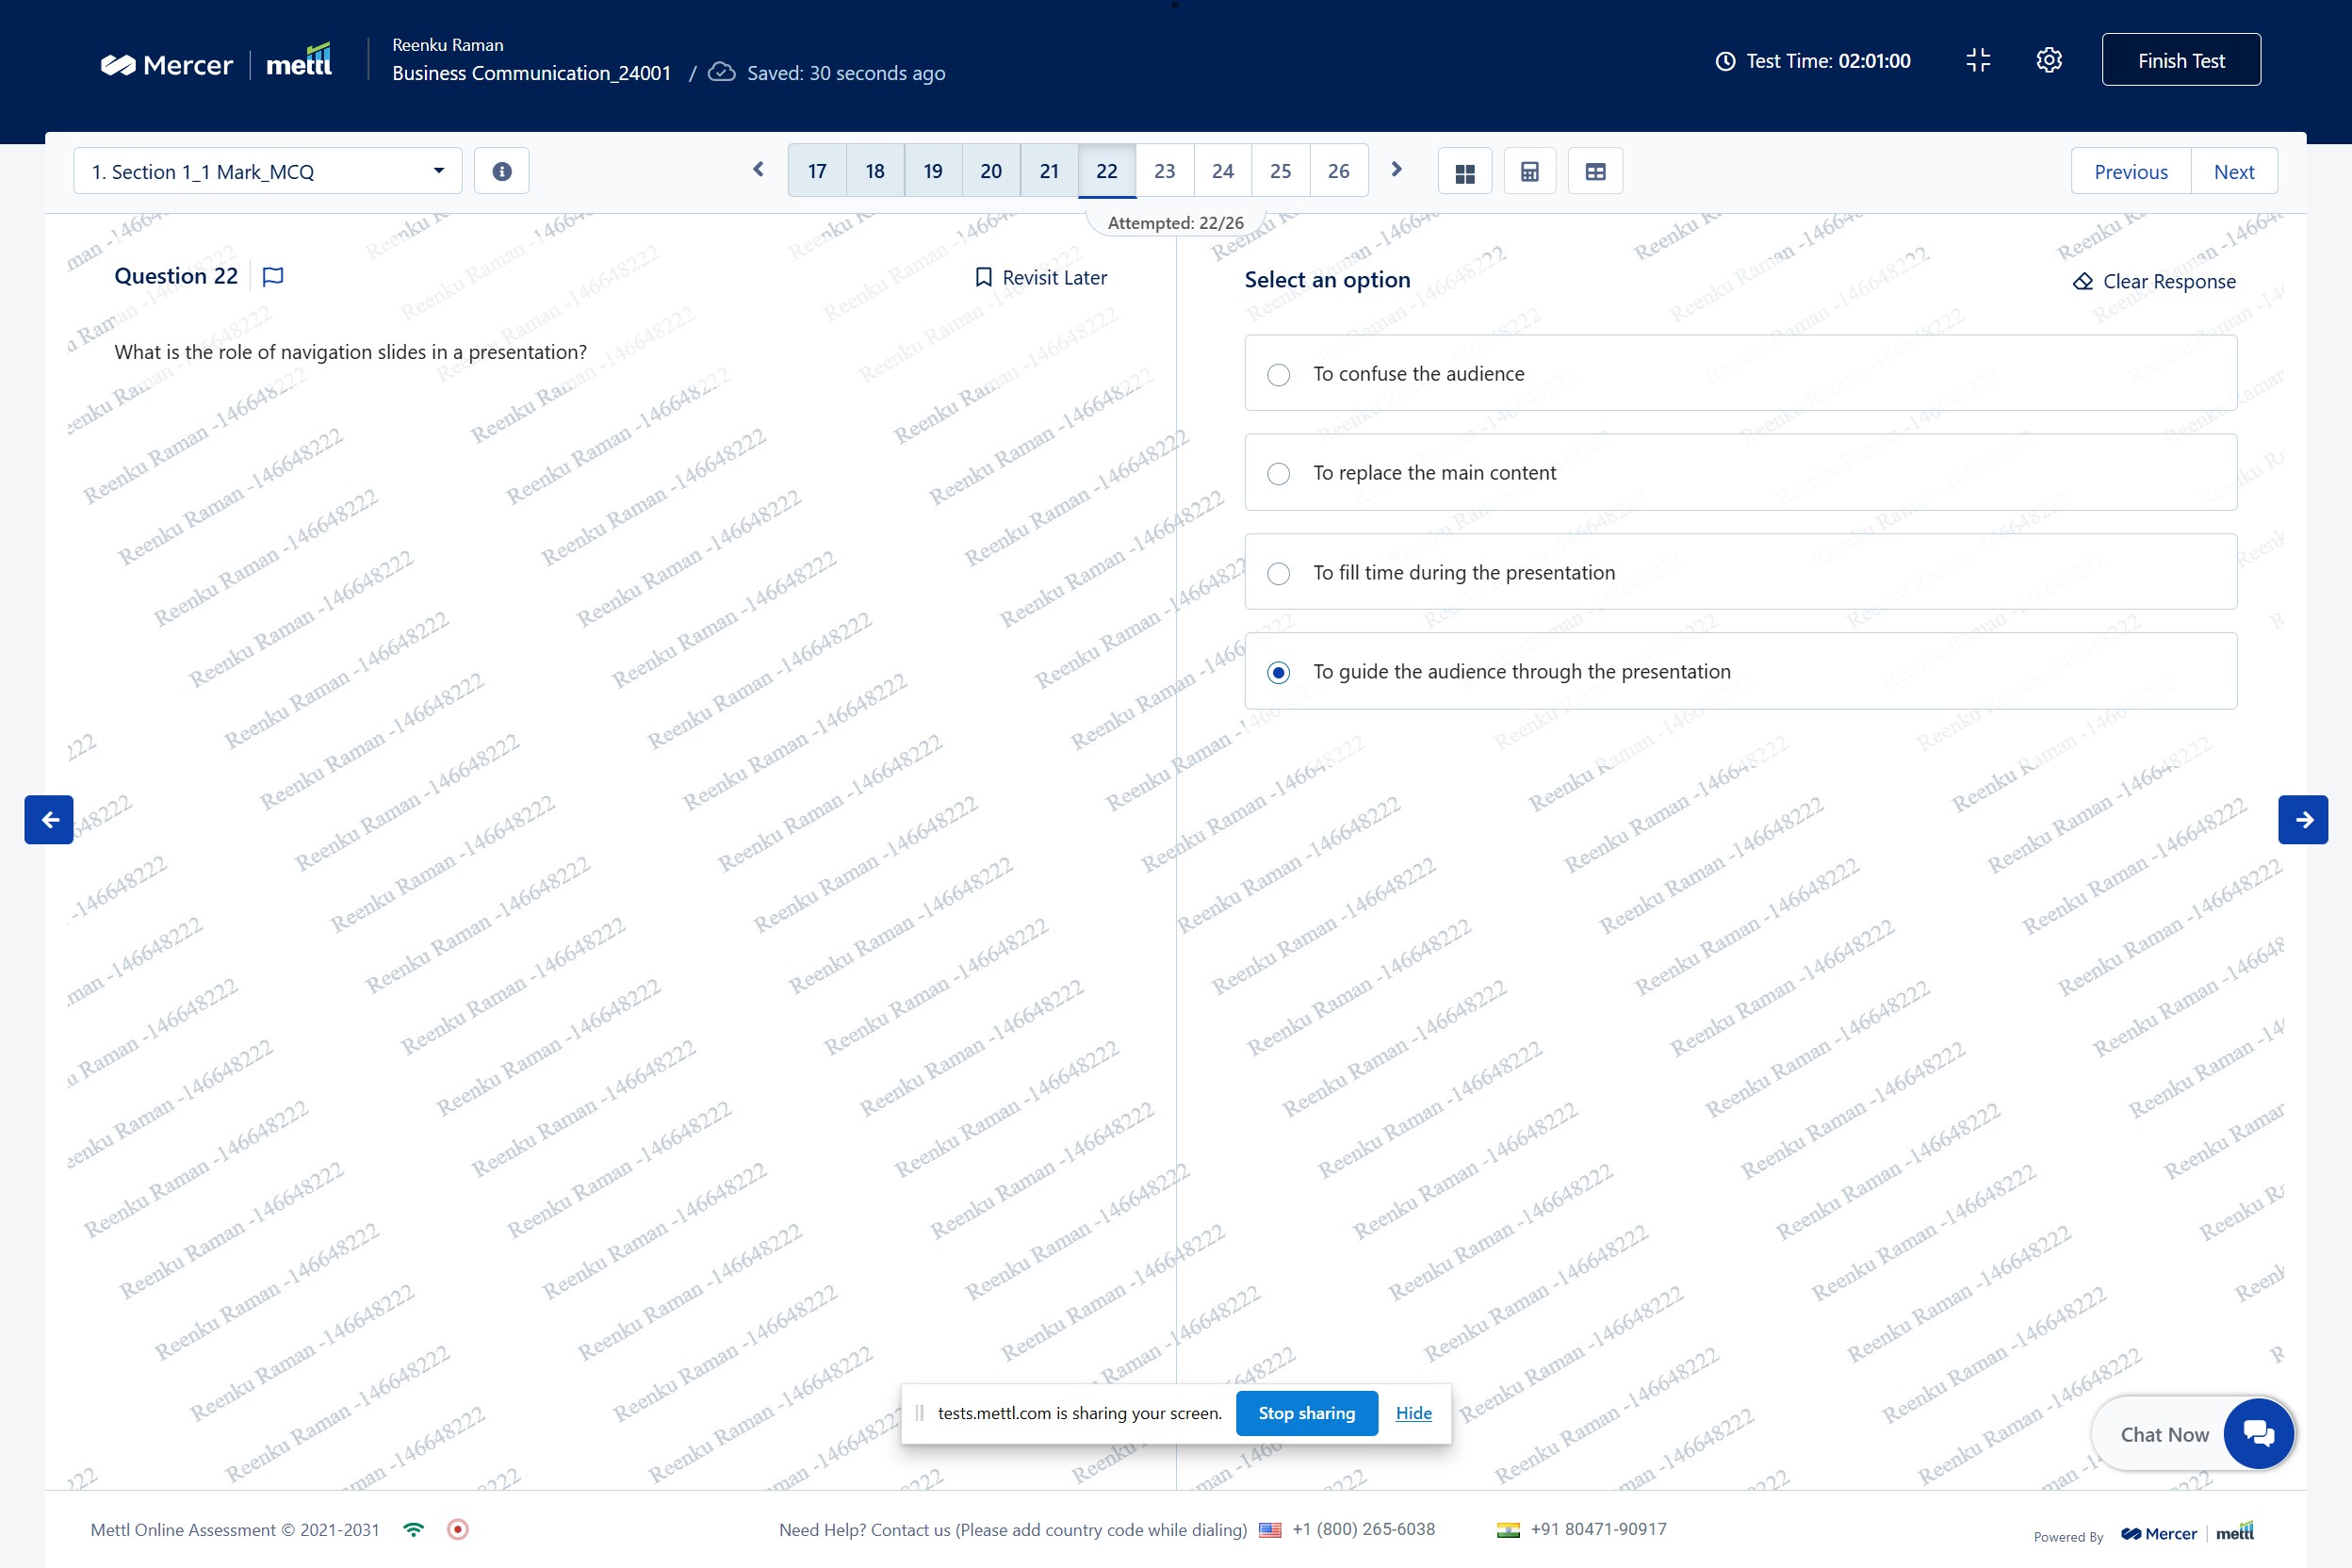 Mercer | mettl
Reenku Raman
Business Communication_24001 / Saved: 30 seconds ago
Test Time: 02:01:00
Finish Test
1. Section 1_1 Mark_MCQ
17 18 19 20 21 22 23 24 25 26
Previous Next
Attempted: 22/26
Question 22
Revisit Later
What is the role of navigation slides in a presentation?
Select an option
Clear Response
To confuse the audience
To replace the main content
To fill time during the presentation
To guide the audience through the presentation
Reenku Raman -146648222
tests.mettl.com is sharing your screen. Stop sharing Hide
Chat Now
Mettl Online Assessment © 2021-2031
Need Help? Contact us (Please add country code while dialing) +1 (800) 265-6038 +91 80471-90917
Powered By Mercer | mettl